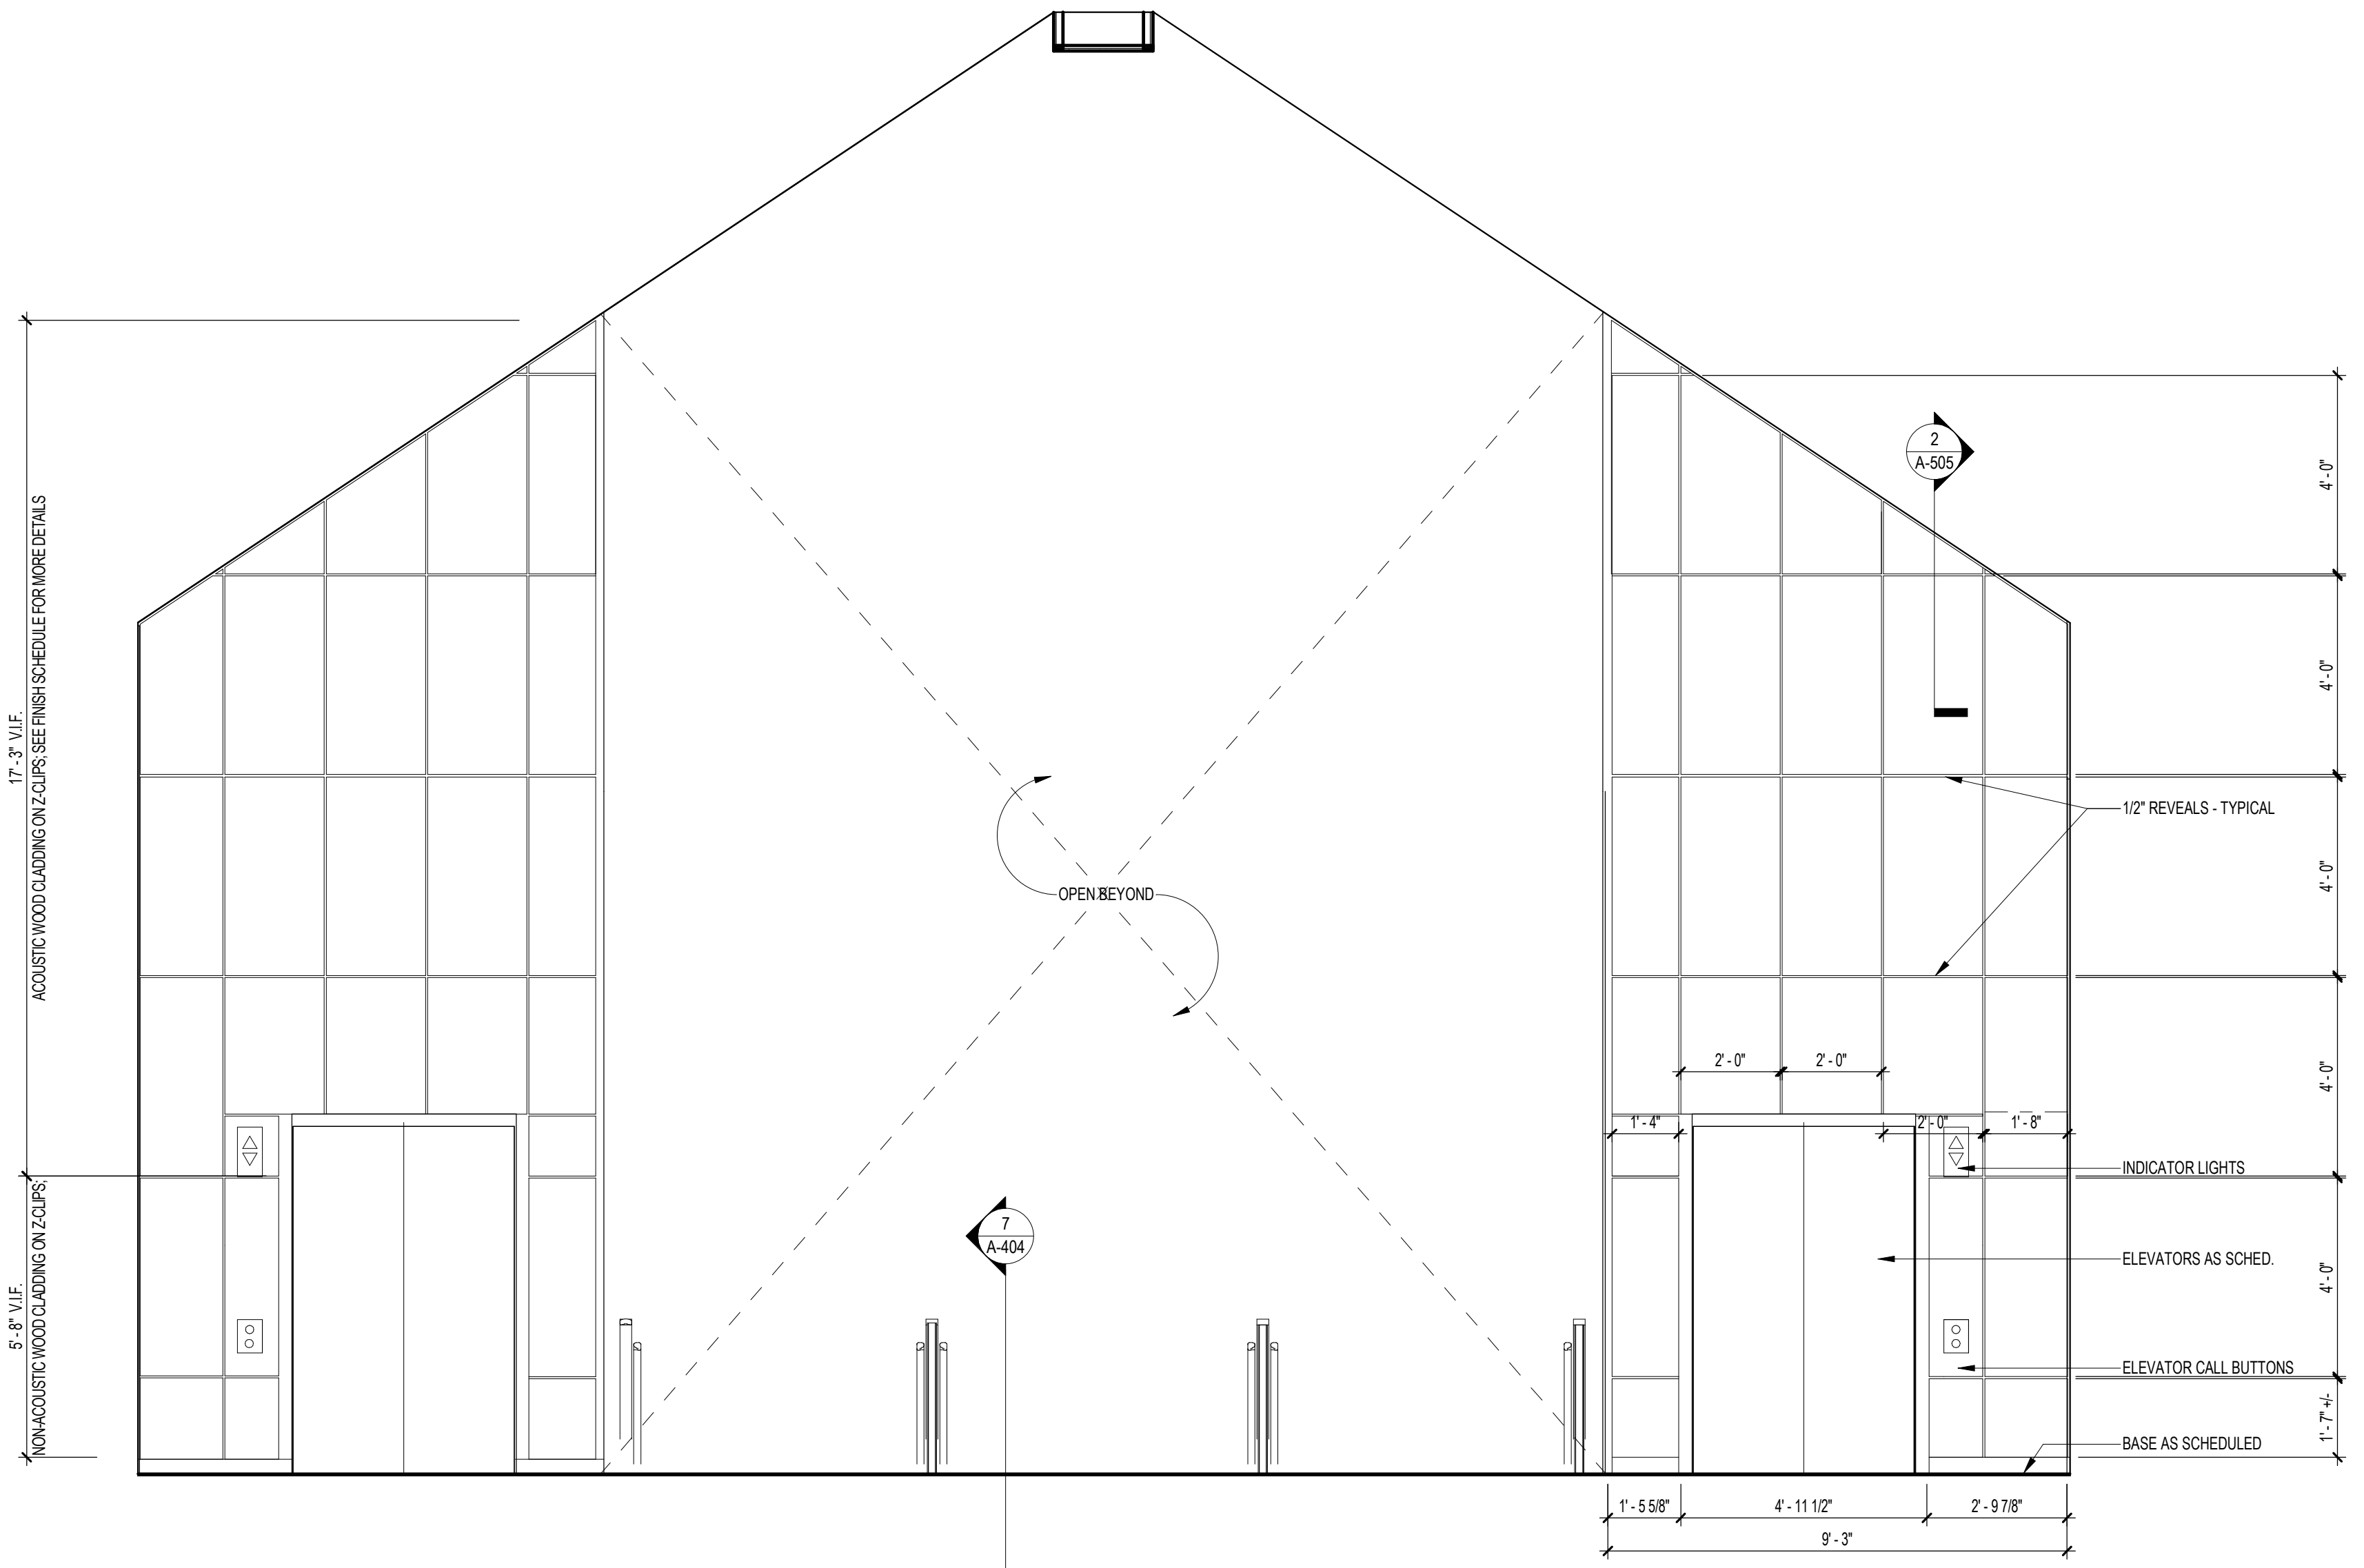 17' - 3" V.I.F.
ACOUSTIC WOOD CLADDING ON Z-CLIPS; SEE FINISH SCHEDULE FOR MORE DETAILS
5' - 8" V.I.F.
NON-ACOUSTIC WOOD CLADDING ON Z-CLIPS;
OPEN BEYOND
7
A-404
2
A-505
4' - 0"
4' - 0"
1/2" REVEALS - TYPICAL
4' - 0"
2' - 0"
2' - 0"
4' - 0"
1' - 4"
2' - 0"
1' - 8"
INDICATOR LIGHTS
ELEVATORS AS SCHED.
4' - 0"
ELEVATOR CALL BUTTONS
1' - 7" +/-
BASE AS SCHEDULED
1' - 5 5/8"
4' - 11 1/2"
2' - 9 7/8"
9' - 3"